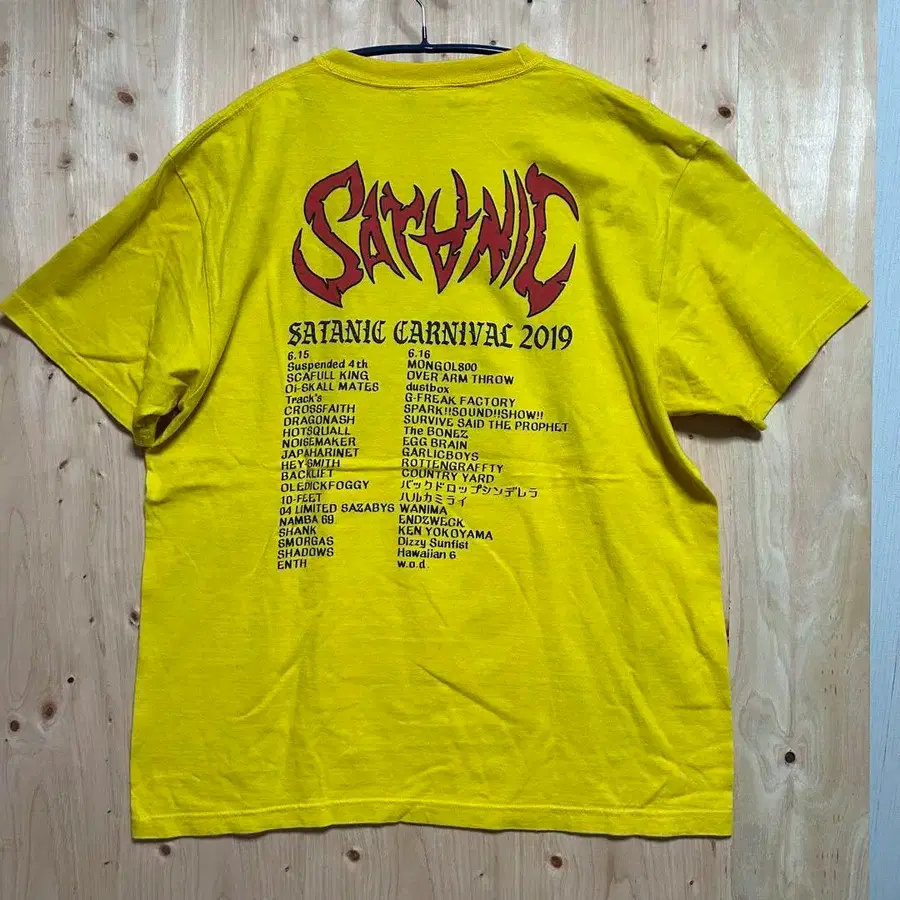 SATANIC
SATANIC CARNIVAL 2019
6.15
Suspended 4th
SCAFULL KING
Oi-SKALL MATES
Track's
CROSSFAITH
DRAGONASH
HOTSQUALL
NOISEMAKER
JAPAHARINET
HEY-SMITH
BACKLIFT
OLEDICKFOGGY
10-FEET
04 LIMITED SAZABYS
NAMBA 69
SHANK
SMORGAS
SHADOWS
ENTH
6.16
MONGOL800
OVER ARM THROW
dustbox
G-FREAK FACTORY
SPARK!!SOUND!!SHOW!!
SURVIVE SAID THE PROPHET
The BONEZ
EGG BRAIN
GARLICBOYS
ROTTENGRAFFTY
COUNTRY YARD
バックドロップシンデレラ
ハルカミライ
WANIMA
ENDZWECK
KEN YOKOYAMA
Dizzy Sunfist
Hawaiian 6
w.o.d.